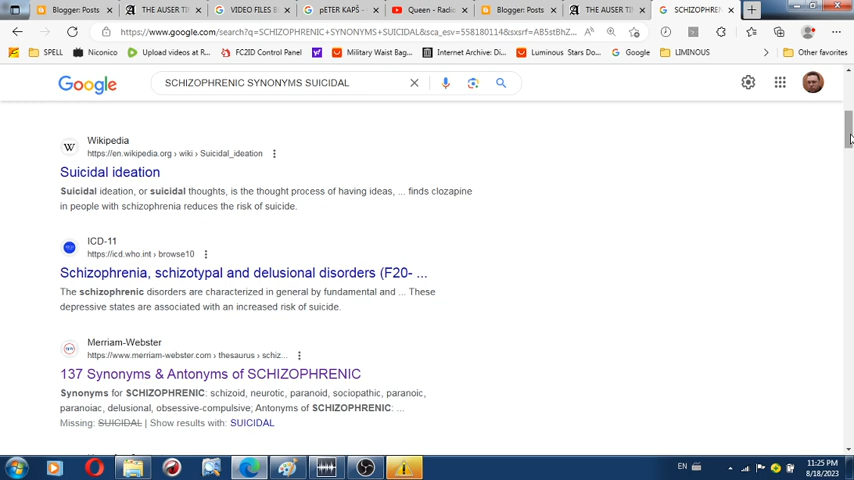 Blogger: Posts
THE AUSER TI
VIDEO FILES B
pETER KAPŠ -
Queen - Radio
Blogger: Posts
THE AUSER TI
SCHIZOPHREN
https://www.google.com/search?q=SCHIZOPHRENIC+SYNONYMS+SUICIDAL&sca_esv=558180114&sxsrf=AB5stBhZ...
SPELL
Niconico
Upload videos at R...
FC2ID Control Panel
Military Waist Bag...
Internet Archive: Di...
Luminous Stars Do...
Google
LIMINOUS
Other favorites
Google
SCHIZOPHRENIC SYNONYMS SUICIDAL
Wikipedia
https://en.wikipedia.org › wiki › Suicidal_ideation
Suicidal ideation
Suicidal ideation, or suicidal thoughts, is the thought process of having ideas, ... finds clozapine
in people with schizophrenia reduces the risk of suicide.
ICD-11
https://icd.who.int › browse10
Schizophrenia, schizotypal and delusional disorders (F20- ...
The schizophrenic disorders are characterized in general by fundamental and ... These
depressive states are associated with an increased risk of suicide.
Merriam-Webster
https://www.merriam-webster.com › thesaurus › schiz...
137 Synonyms & Antonyms of SCHIZOPHRENIC
Synonyms for SCHIZOPHRENIC: schizoid, neurotic, paranoid, sociopathic, paranoic,
paranoiac, delusional, obsessive-compulsive; Antonyms of SCHIZOPHRENIC: ...
Missing: SUICIDAL | Show results with: SUICIDAL
EN
11:25 PM
8/18/2023